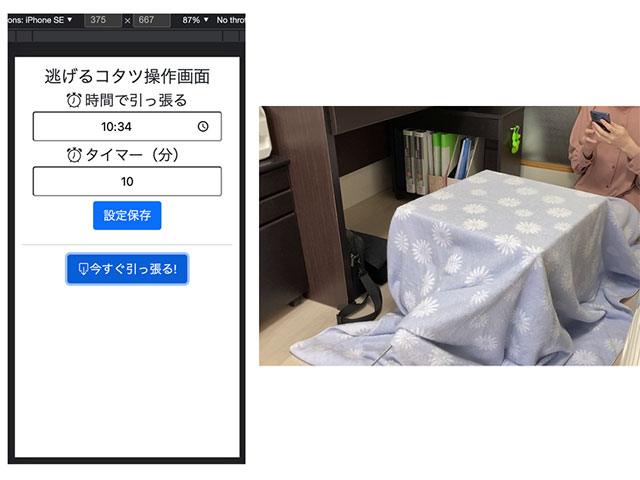 ons: iPhone SE ▼ 375 × 667 87% ▼ No thro
逃げるコタツ操作画面
時間で引っ張る
10:34
タイマー（分）
10
設定保存
今すぐ引っ張る!